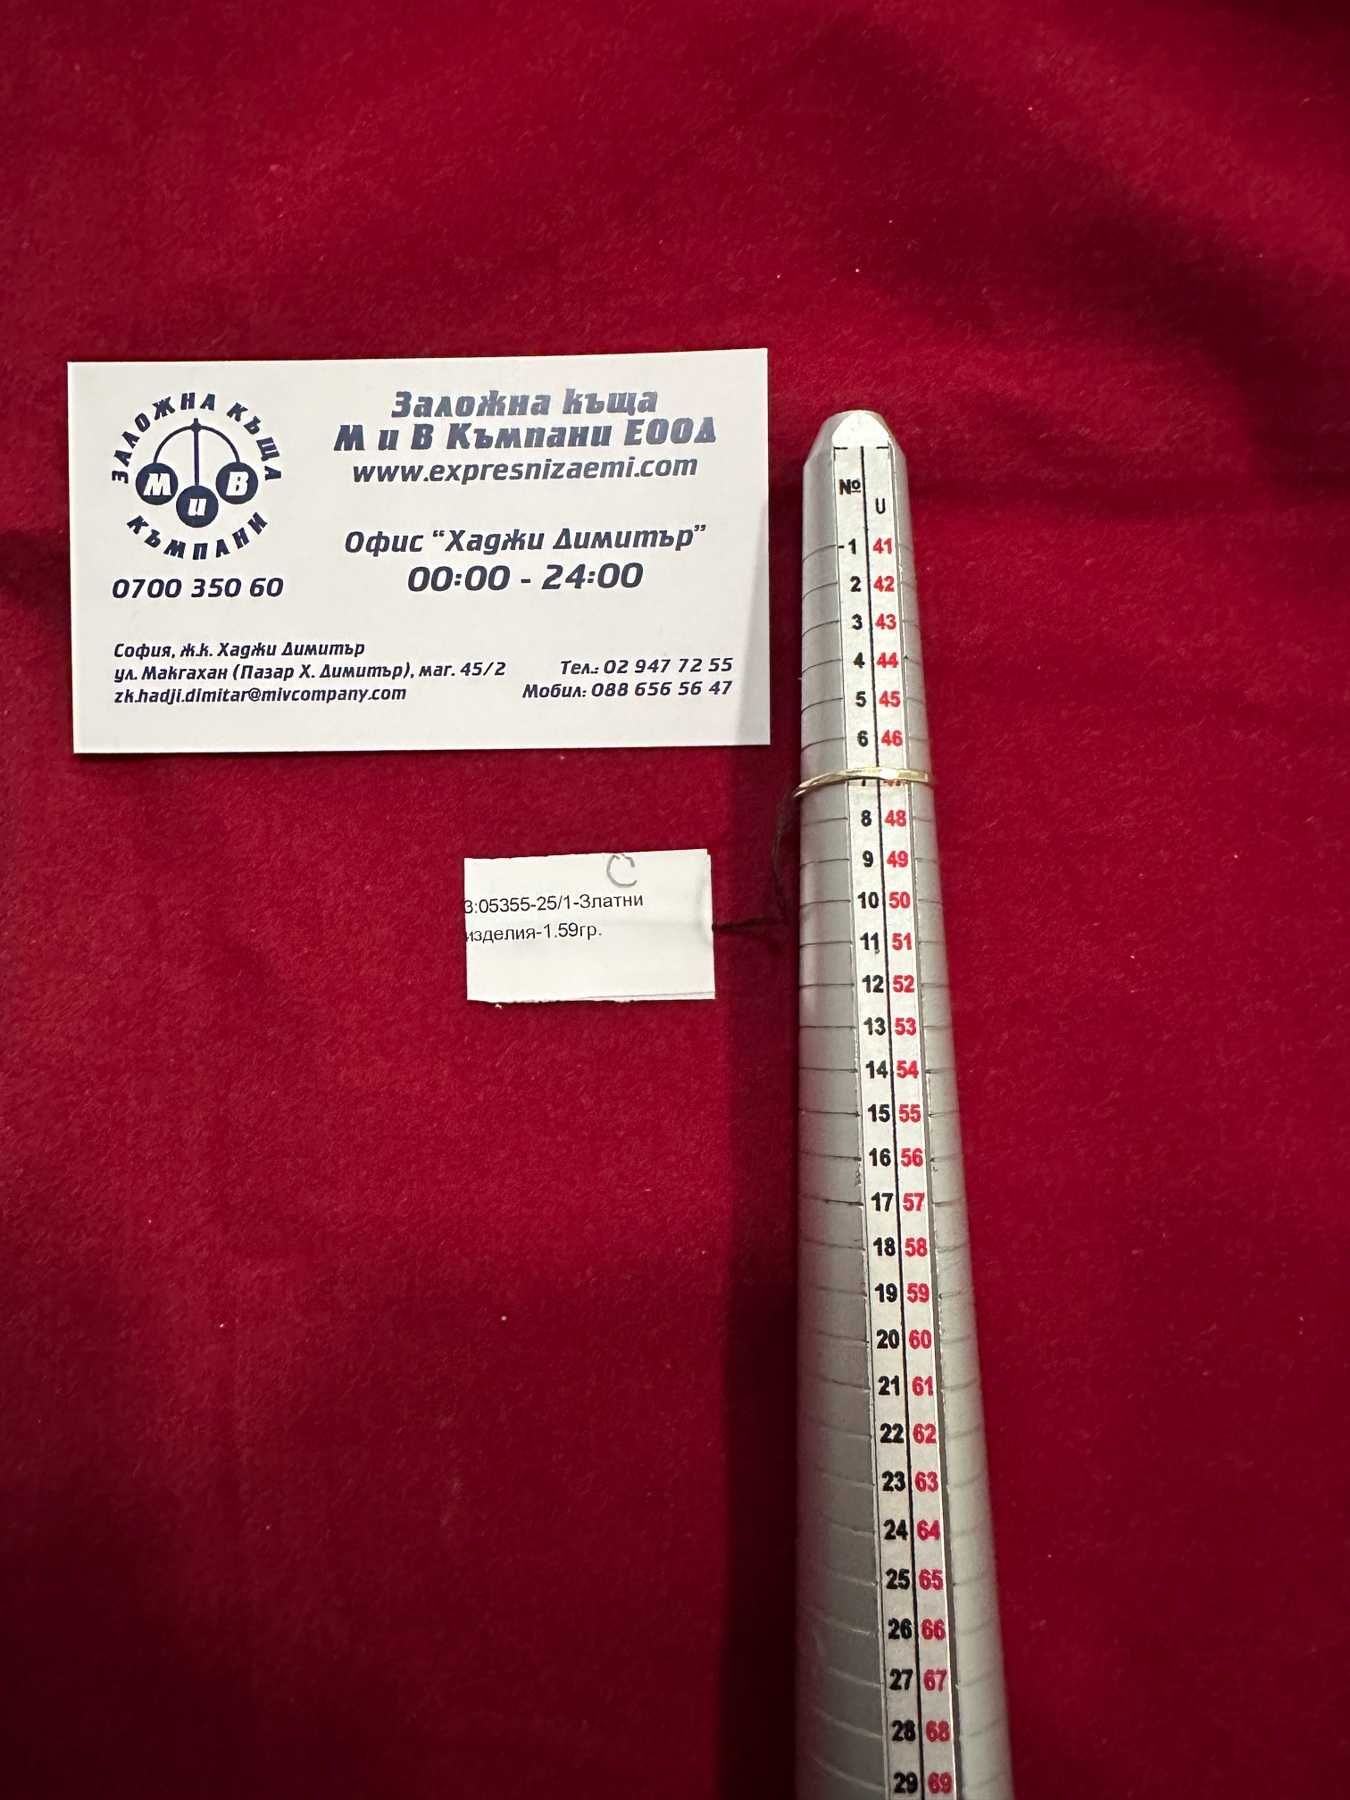 ЗАЛОЖНА КЪЩА
М и В
КЪМПАНИ
0700 350 60
Заложна къща
М и В Къмпани ЕООД
www.expresnizaemi.com
Офис “Хаджи Димитър”
00:00 - 24:00
София, ж.к. Хаджи Димитър
ул. Макгахан (Пазар Х. Димитър), маг. 45/2
zk.hadji.dimitar@mivcompany.com
Тел.: 02 947 72 55
Мобил: 088 656 56 47
С
З:05355-25/1-Златни
изделия-1.59гр.
№ U
1 41
2 42
3 43
4 44
5 45
6 46
8 48
9 49
10 50
11 51
12 52
13 53
14 54
15 55
16 56
17 57
18 58
19 59
20 60
21 61
22 62
23 63
24 64
25 65
26 66
27 67
28 68
29 69